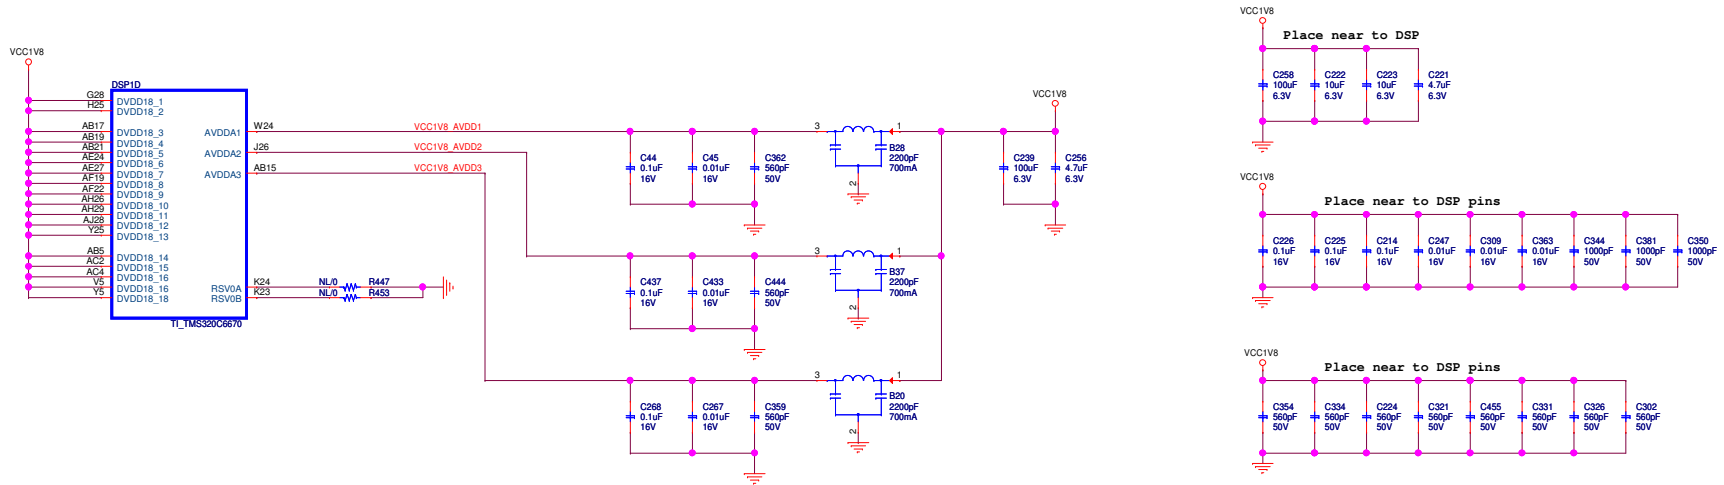 VCC1V8
DSP1D
G28 DVDD18_1
H25 DVDD18_2
AB17 DVDD18_3
AB19 DVDD18_4
AB21 DVDD18_5
AE24 DVDD18_6
AE27 DVDD18_7
AF19 DVDD18_8
AF22 DVDD18_9
AH26 DVDD18_10
AH29 DVDD18_11
AJ28 DVDD18_12
Y25 DVDD18_13
AB5 DVDD18_14
AC2 DVDD18_15
AC4 DVDD18_16
V5 DVDD18_16
Y5 DVDD18_18
AVDDA1 W24 VCC1V8_AVDD1
AVDDA2 J26 VCC1V8_AVDD2
AVDDA3 AB15 VCC1V8_AVDD3
RSV0A K24 NL/0 R447
RSV0B K23 NL/0 R453
TI_TMS320C6670
C44
0.1uF
16V
C45
0.01uF
16V
C362
560pF
50V
3 1
2
B28
2200pF
700mA
VCC1V8
C239
100uF
6.3V
C256
4.7uF
6.3V
C437
0.1uF
16V
C433
0.01uF
16V
C444
560pF
50V
3 1
2
B37
2200pF
700mA
C268
0.1uF
16V
C267
0.01uF
16V
C359
560pF
50V
3 1
2
B20
2200pF
700mA
VCC1V8
Place near to DSP
C258
100uF
6.3V
C222
10uF
6.3V
C223
10uF
6.3V
C221
4.7uF
6.3V
VCC1V8
Place near to DSP pins
C226
0.1uF
16V
C225
0.1uF
16V
C214
0.1uF
16V
C247
0.01uF
16V
C309
0.01uF
16V
C363
0.01uF
16V
C344
1000pF
50V
C381
1000pF
50V
C350
1000pF
50V
VCC1V8
Place near to DSP pins
C354
560pF
50V
C334
560pF
50V
C224
560pF
50V
C321
560pF
50V
C455
560pF
50V
C331
560pF
50V
C326
560pF
50V
C302
560pF
50V